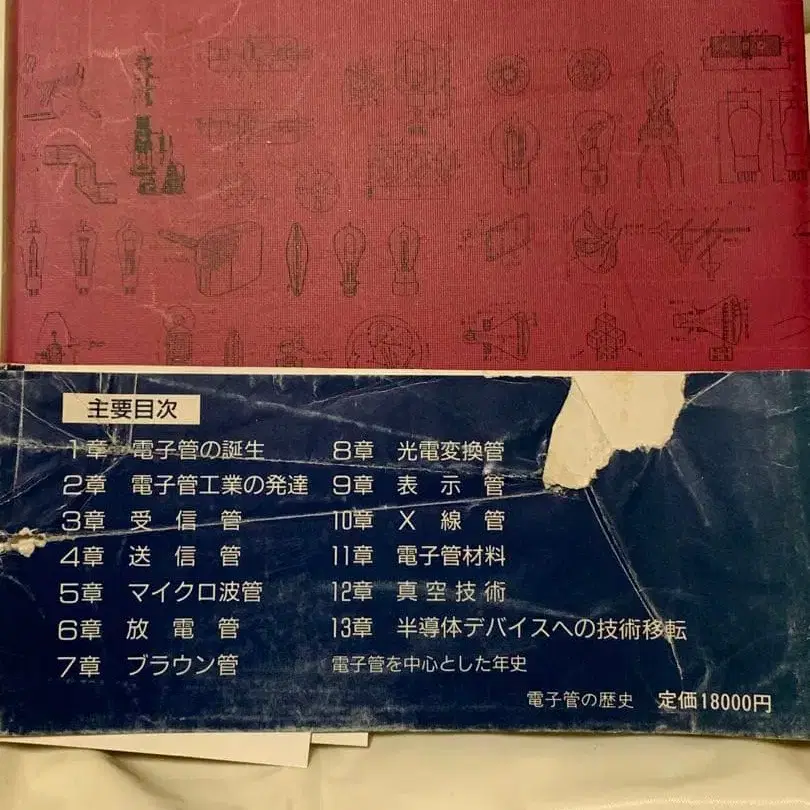 主要目次
1章 電子管の誕生
2章 電子管工業の発達
3章 受信管
4章 送信管
5章 マイクロ波管
6章 放電管
7章 ブラウン管
8章 光電変換管
9章 表示管
10章 X線管
11章 電子管材料
12章 真空技術
13章 半導体デバイスへの技術移転
電子管を中心とした年史
電子管の歴史 定価18000円